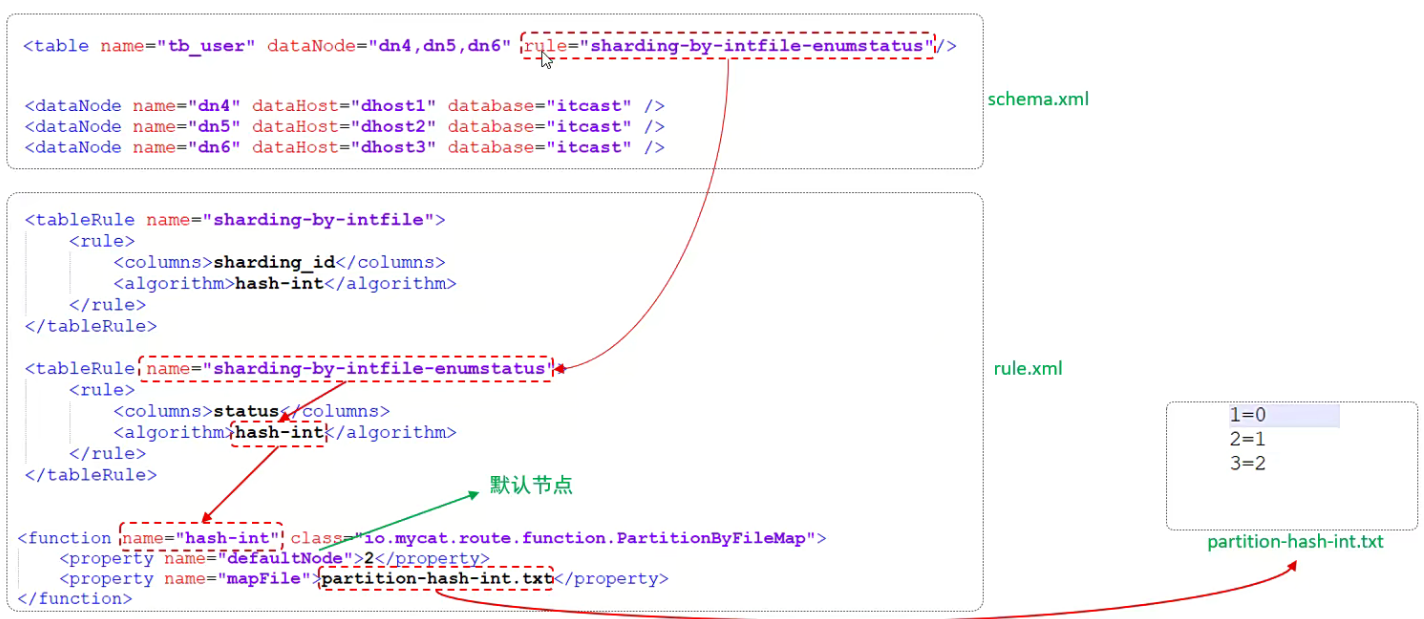 <table name="tb_user" dataNode="dn4,dn5,dn6" rule="sharding-by-intfile-enumstatus"/>
<dataNode name="dn4" dataHost="dhost1" database="itcast" />
<dataNode name="dn5" dataHost="dhost2" database="itcast" />
<dataNode name="dn6" dataHost="dhost3" database="itcast" />
schema.xml
<tableRule name="sharding-by-intfile">
<rule>
<columns>sharding_id</columns>
<algorithm>hash-int</algorithm>
</rule>
</tableRule>
<tableRule name="sharding-by-intfile-enumstatus">
<rule>
<columns>status</columns>
<algorithm>hash-int</algorithm>
</rule>
</tableRule>
默认节点
<function name="hash-int" class="io.mycat.route.function.PartitionByFileMap">
<property name="defaultNode">2</property>
<property name="mapFile">partition-hash-int.txt</property>
</function>
rule.xml
1=0
2=1
3=2
partition-hash-int.txt